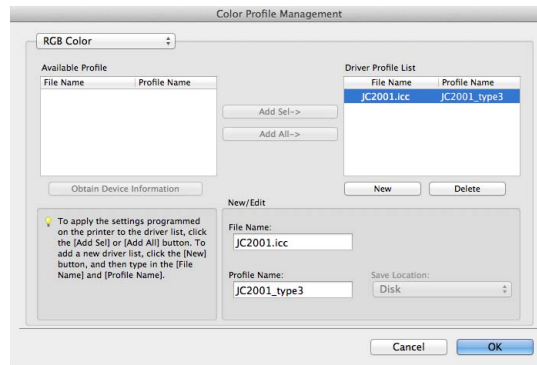 Color Profile Management
RGB Color
Available Profile
File Name Profile Name
Add Sel->
Add All->
Driver Profile List
File Name Profile Name
JC2001.icc JC2001_type3
Obtain Device Information
New Delete
To apply the settings programmed
on the printer to the driver list, click
the [Add Sel] or [Add All] button. To
add a new driver list, click the [New]
button, and then type in the [File
Name] and [Profile Name].
New/Edit
File Name:
JC2001.icc
Profile Name:
JC2001_type3
Save Location:
Disk
Cancel OK